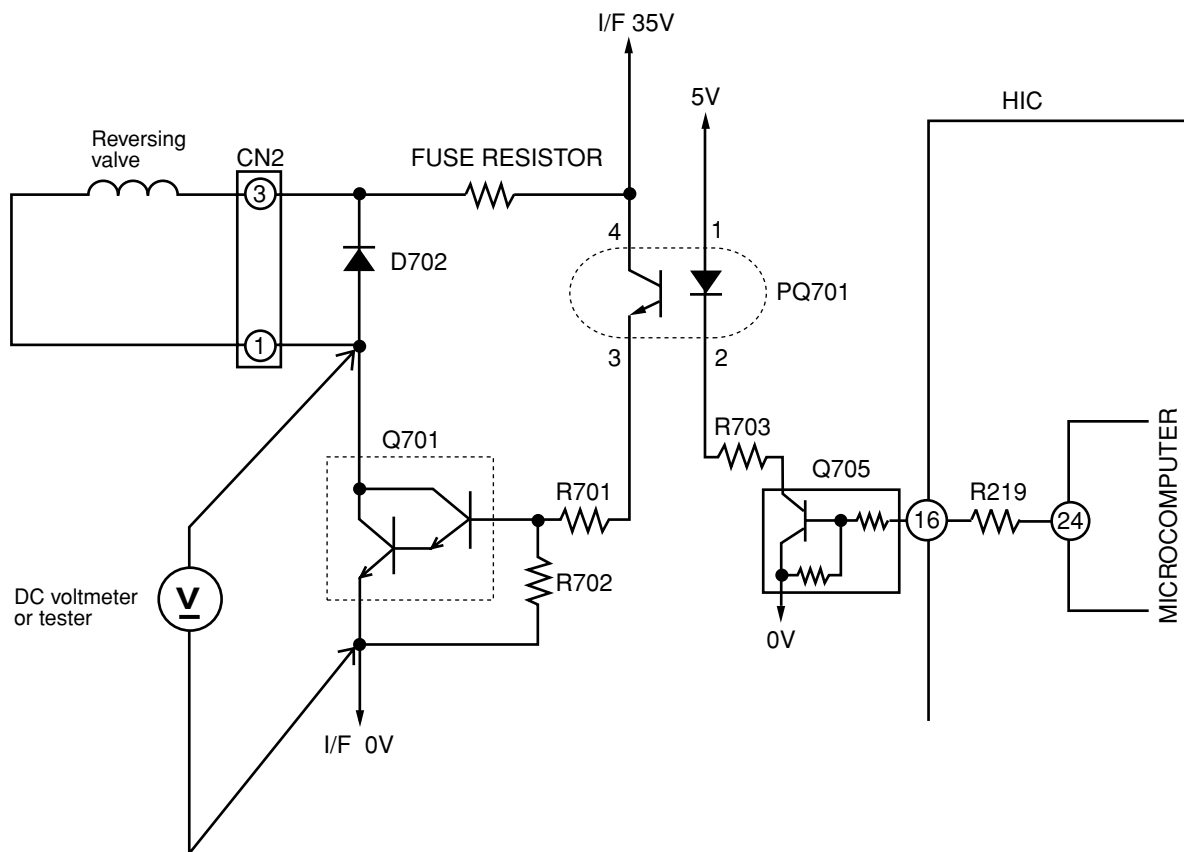 I/F 35V
5V
HIC
Reversing
valve
CN2
FUSE RESISTOR
3
4
1
D702
PQ701
1
3
2
Q701
R703
Q705
R701
R219
16
24
MICROCOMPUTER
R702
DC voltmeter
or tester
V
0V
I/F 0V